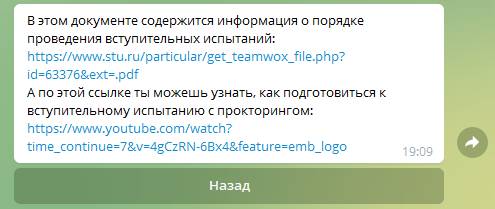 В этом документе содержится информация о порядке
проведения вступительных испытаний:
https://www.stu.ru/particular/get_teamwox_file.php?
id=63376&ext=.pdf
А по этой ссылке ты можешь узнать, как подготовиться к
вступительному испытанию с прокторингом:
https://www.youtube.com/watch?
time_continue=7&v=4gCzRN-6Bx4&feature=emb_logo
19:09
Назад